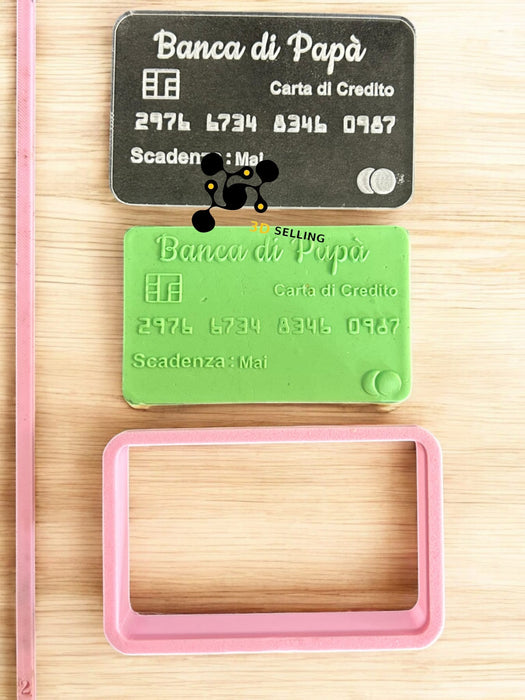 Banca di Papà
Carta di Credito
2976 6734 8346 0987
Scadenza : Mai
3D SELLING
Banca di Papà
Carta di Credito
2976 6734 8346 0987
Scadenza : Mai
2